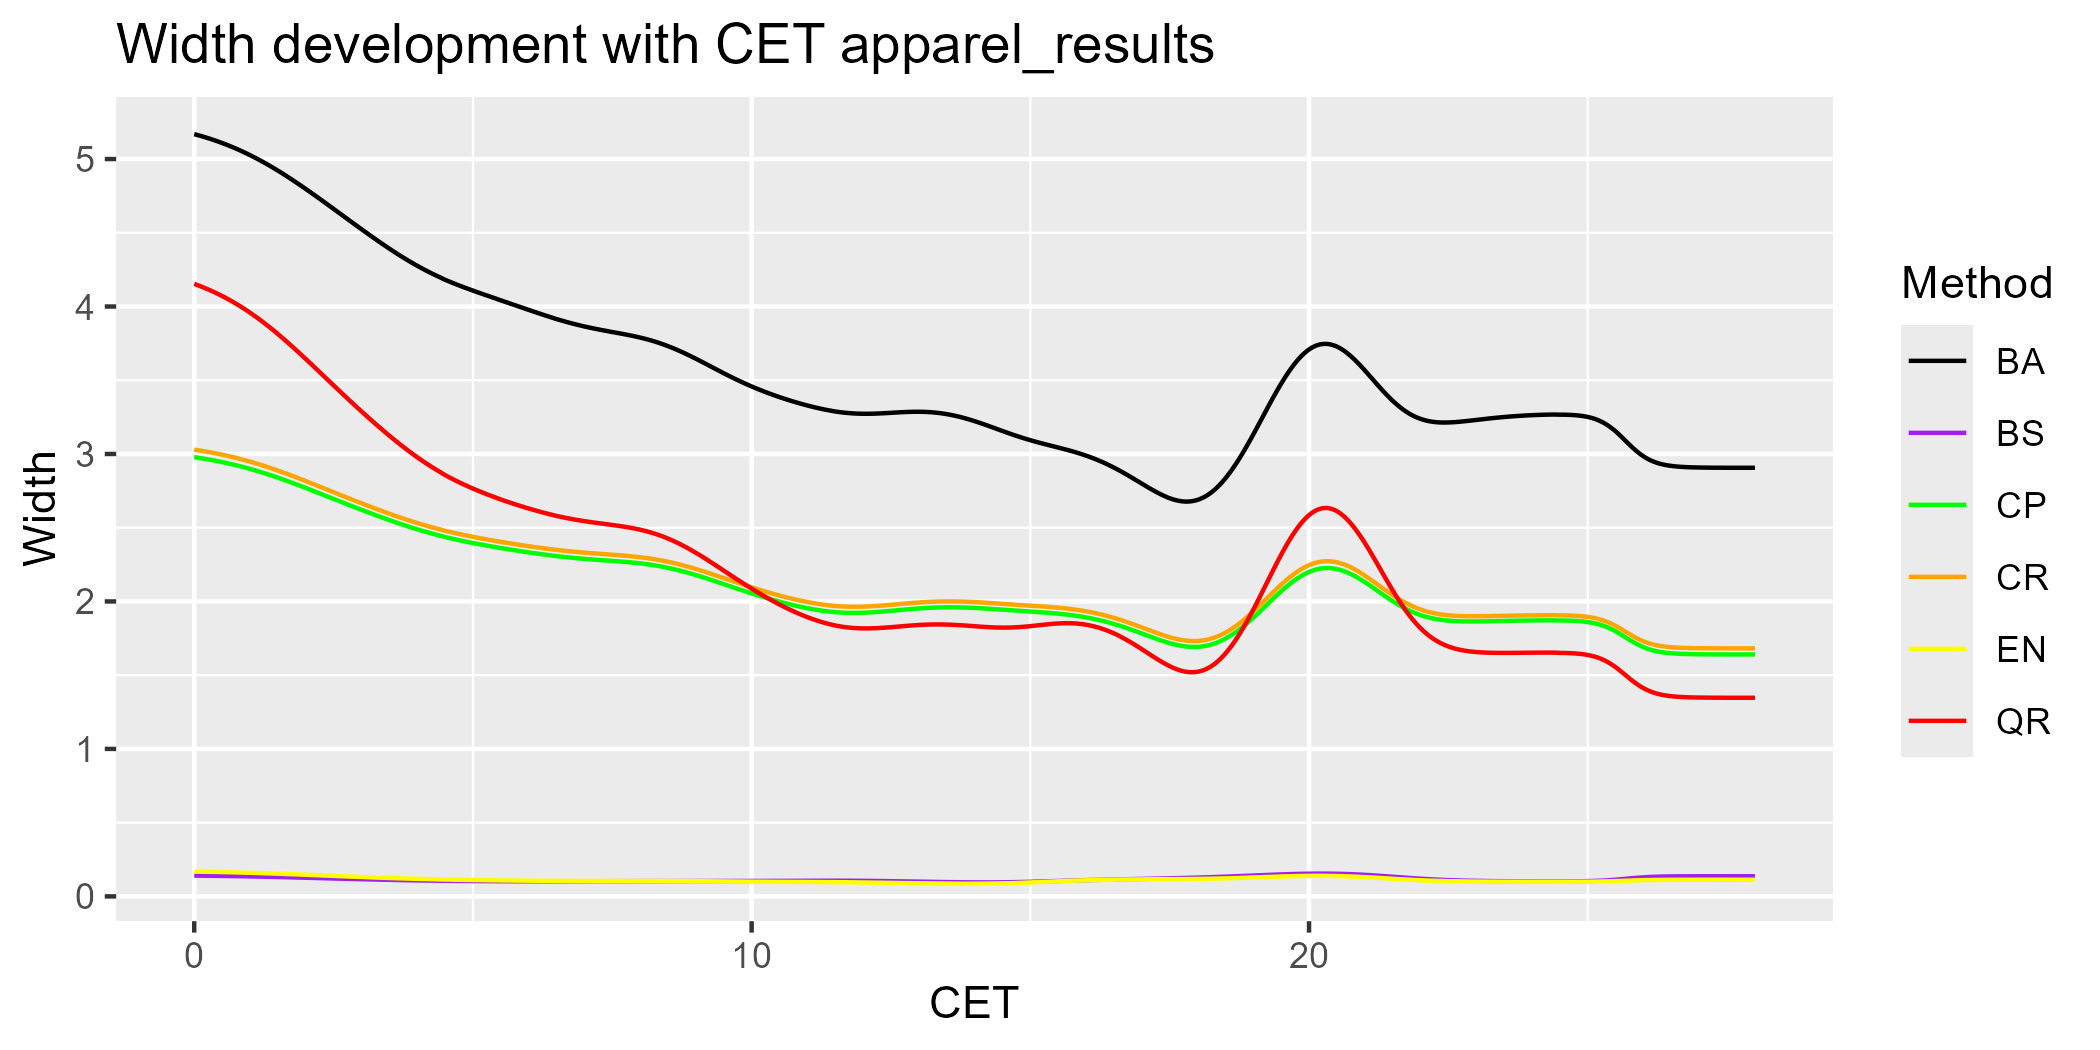 Width development with CET apparel_results
Width
5
4
3
2
1
0
0 10 20
CET
Method
BA
BS
CP
CR
EN
QR